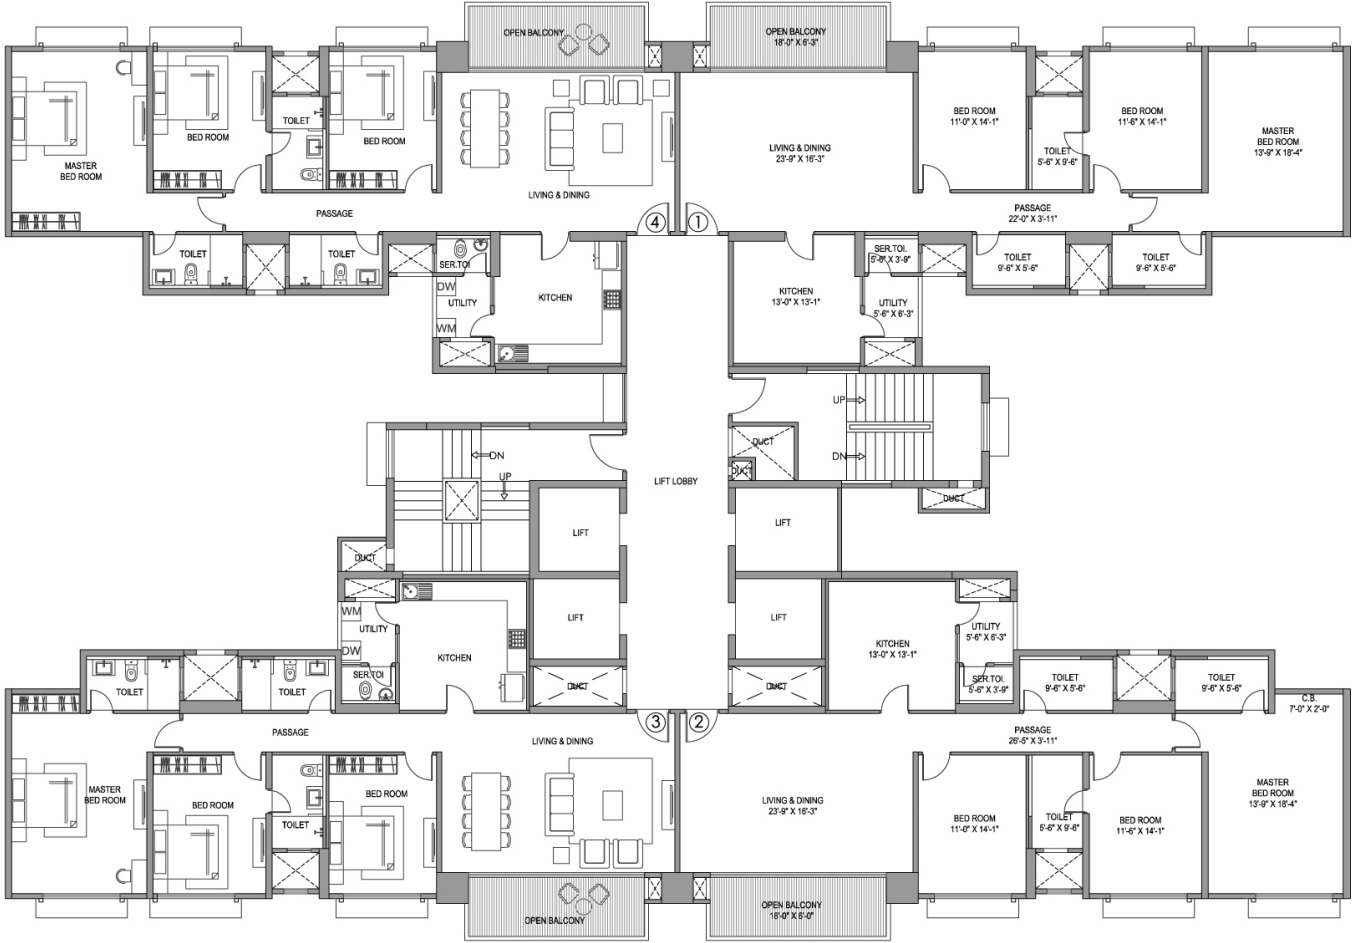 OPEN BALCONY
OPEN BALCONY
18'-0" X 6'-3"
MASTER
BED ROOM
BED ROOM
TOILET
BED ROOM
LIVING & DINING
PASSAGE
LIVING & DINING
23'-9" X 16'-3"
BED ROOM
11'-0" X 14'-1"
TOILET
5'-6" X 9'-6"
BED ROOM
11'-6" X 14'-1"
MASTER
BED ROOM
13'-9" X 18'-4"
PASSAGE
22'-0" X 3'-11"
4
1
TOILET
TOILET
SER.TOI
DW
UTILITY
WM
KITCHEN
KITCHEN
13'-0" X 13'-1"
SER.TOI.
5'-6" X 3'-9"
UTILITY
5'-6" X 6'-3"
TOILET
9'-6" X 5'-6"
TOILET
9'-6" X 5'-6"
UP
DN
DUCT
DUCT
DUCT
DN
UP
LIFT LOBBY
LIFT
LIFT
DUCT
LIFT
LIFT
WM
UTILITY
DW
SER.TOI
KITCHEN
DUCT
DUCT
KITCHEN
13'-0" X 13'-1"
UTILITY
5'-6" X 6'-3"
SER.TOI.
5'-6" X 3'-9"
TOILET
TOILET
TOILET
9'-6" X 5'-6"
TOILET
9'-6" X 5'-6"
C.B.
7'-0" X 2'-0"
3
2
PASSAGE
LIVING & DINING
PASSAGE
26'-5" X 3'-11"
MASTER
BED ROOM
BED ROOM
TOILET
BED ROOM
LIVING & DINING
23'-9" X 16'-3"
BED ROOM
11'-0" X 14'-1"
TOILET
5'-6" X 9'-6"
BED ROOM
11'-6" X 14'-1"
MASTER
BED ROOM
13'-9" X 18'-4"
OPEN BALCONY
OPEN BALCONY
18'-0" X 6'-0"